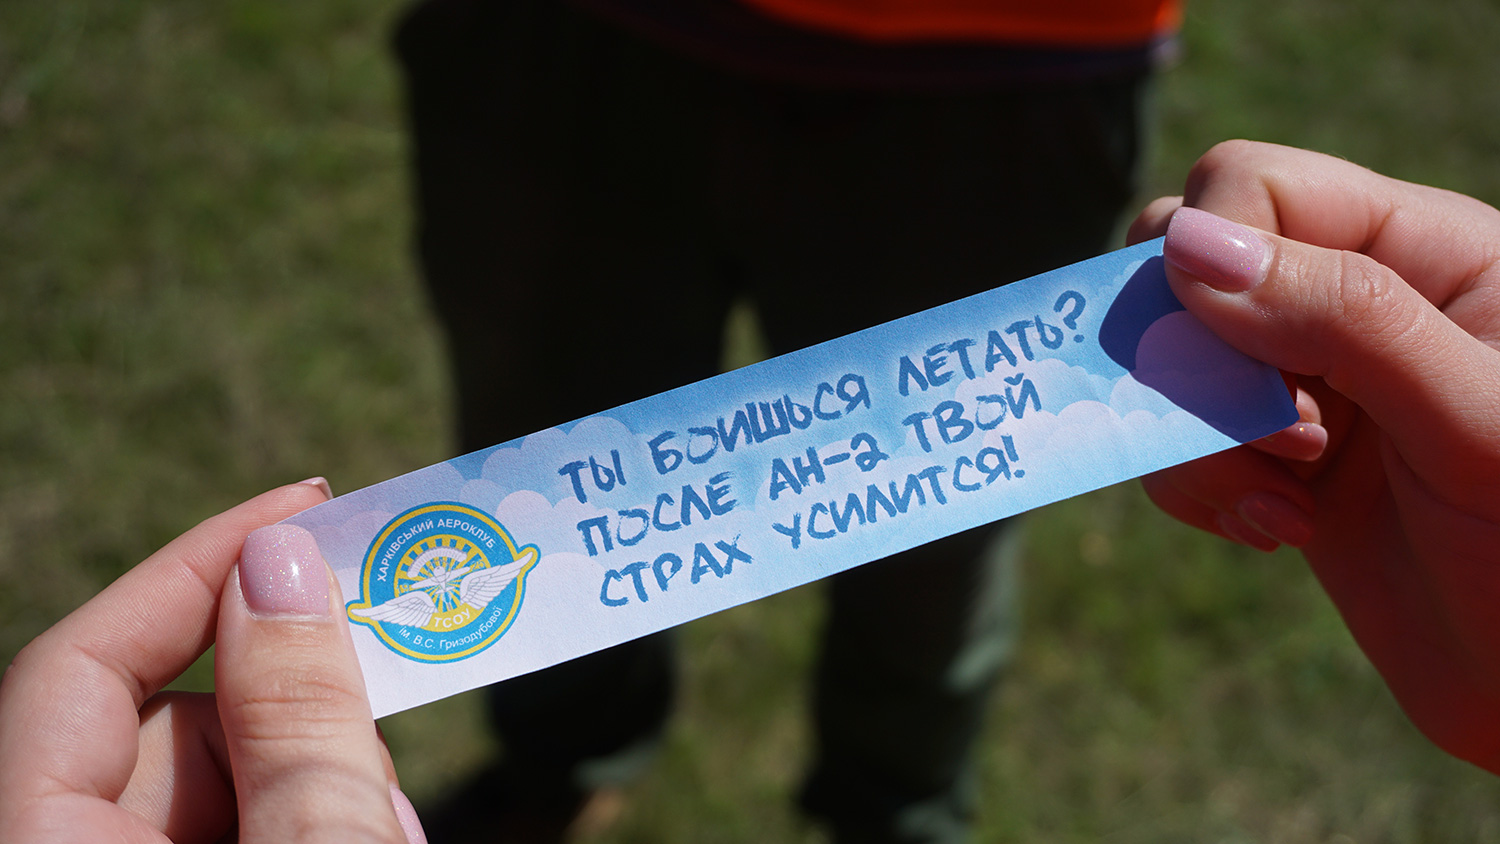 ХАРКІВСЬКИЙ АЕРОКЛУБ
ТСОУ
ім. В.С. Гризодубової
ТЫ БОИШЬСЯ ЛЕТАТЬ?
ПОСЛЕ АН-2 ТВОЙ
СТРАХ УСИЛИТСЯ!